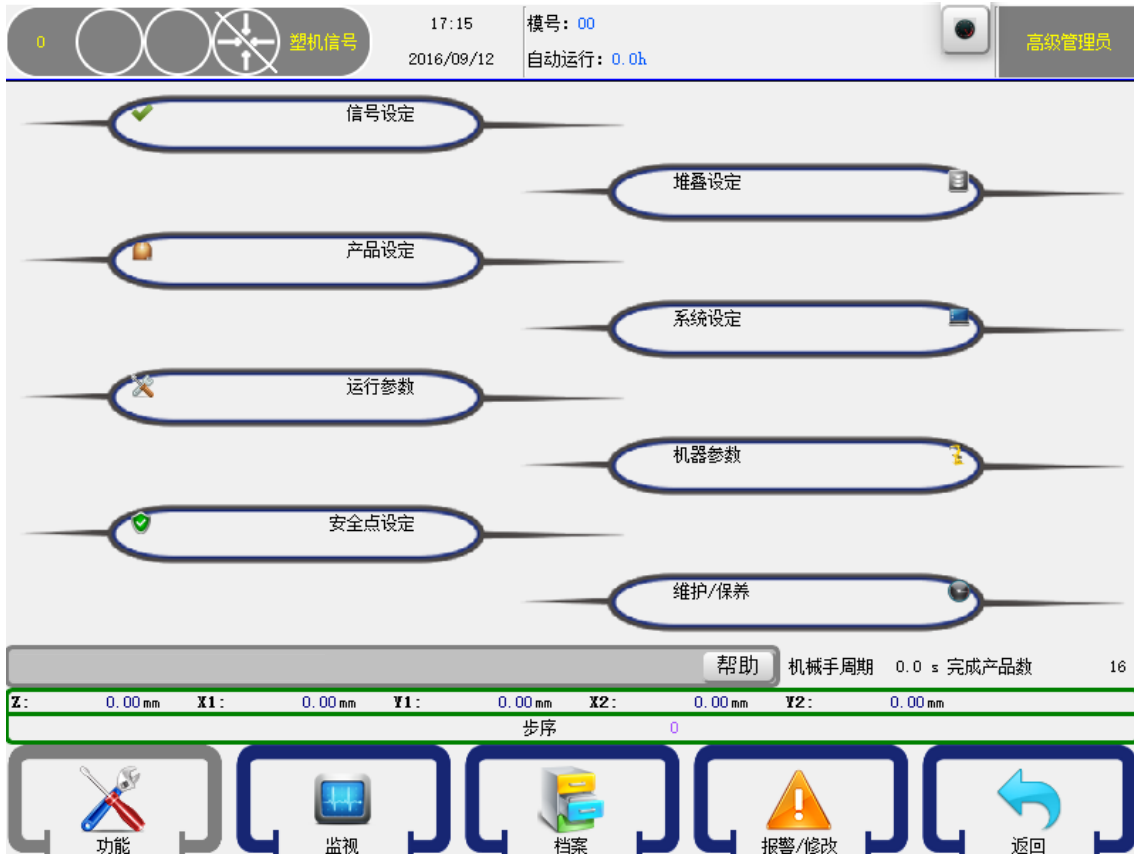 0 塑机信号 17:15 模号: 00 高级管理员
2016/09/12 自动运行: 0.0h
信号设定
堆叠设定
产品设定
系统设定
运行参数
机器参数
安全点设定
维护/保养
帮助 机械手周期 0.0 s 完成产品数 16
Z: 0.00mm X1: 0.00mm Y1: 0.00mm X2: 0.00mm Y2: 0.00mm
步序 0
功能 监视 档案 报警/修改 返回